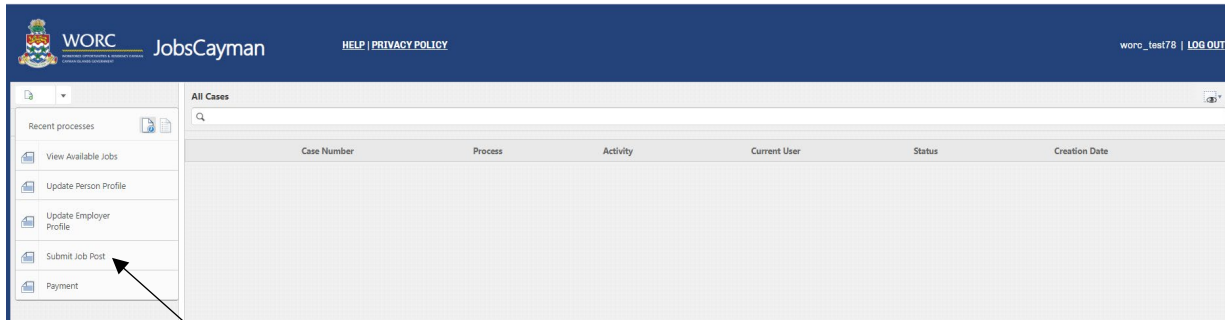 WORC
JobsCayman
HELP | PRIVACY POLICY
worc_test78 | LOG OUT
All Cases
Recent processes
View Available Jobs
Update Person Profile
Update Employer
Profile
Submit Job Post
Payment
Case Number Process Activity Current User Status Creation Date